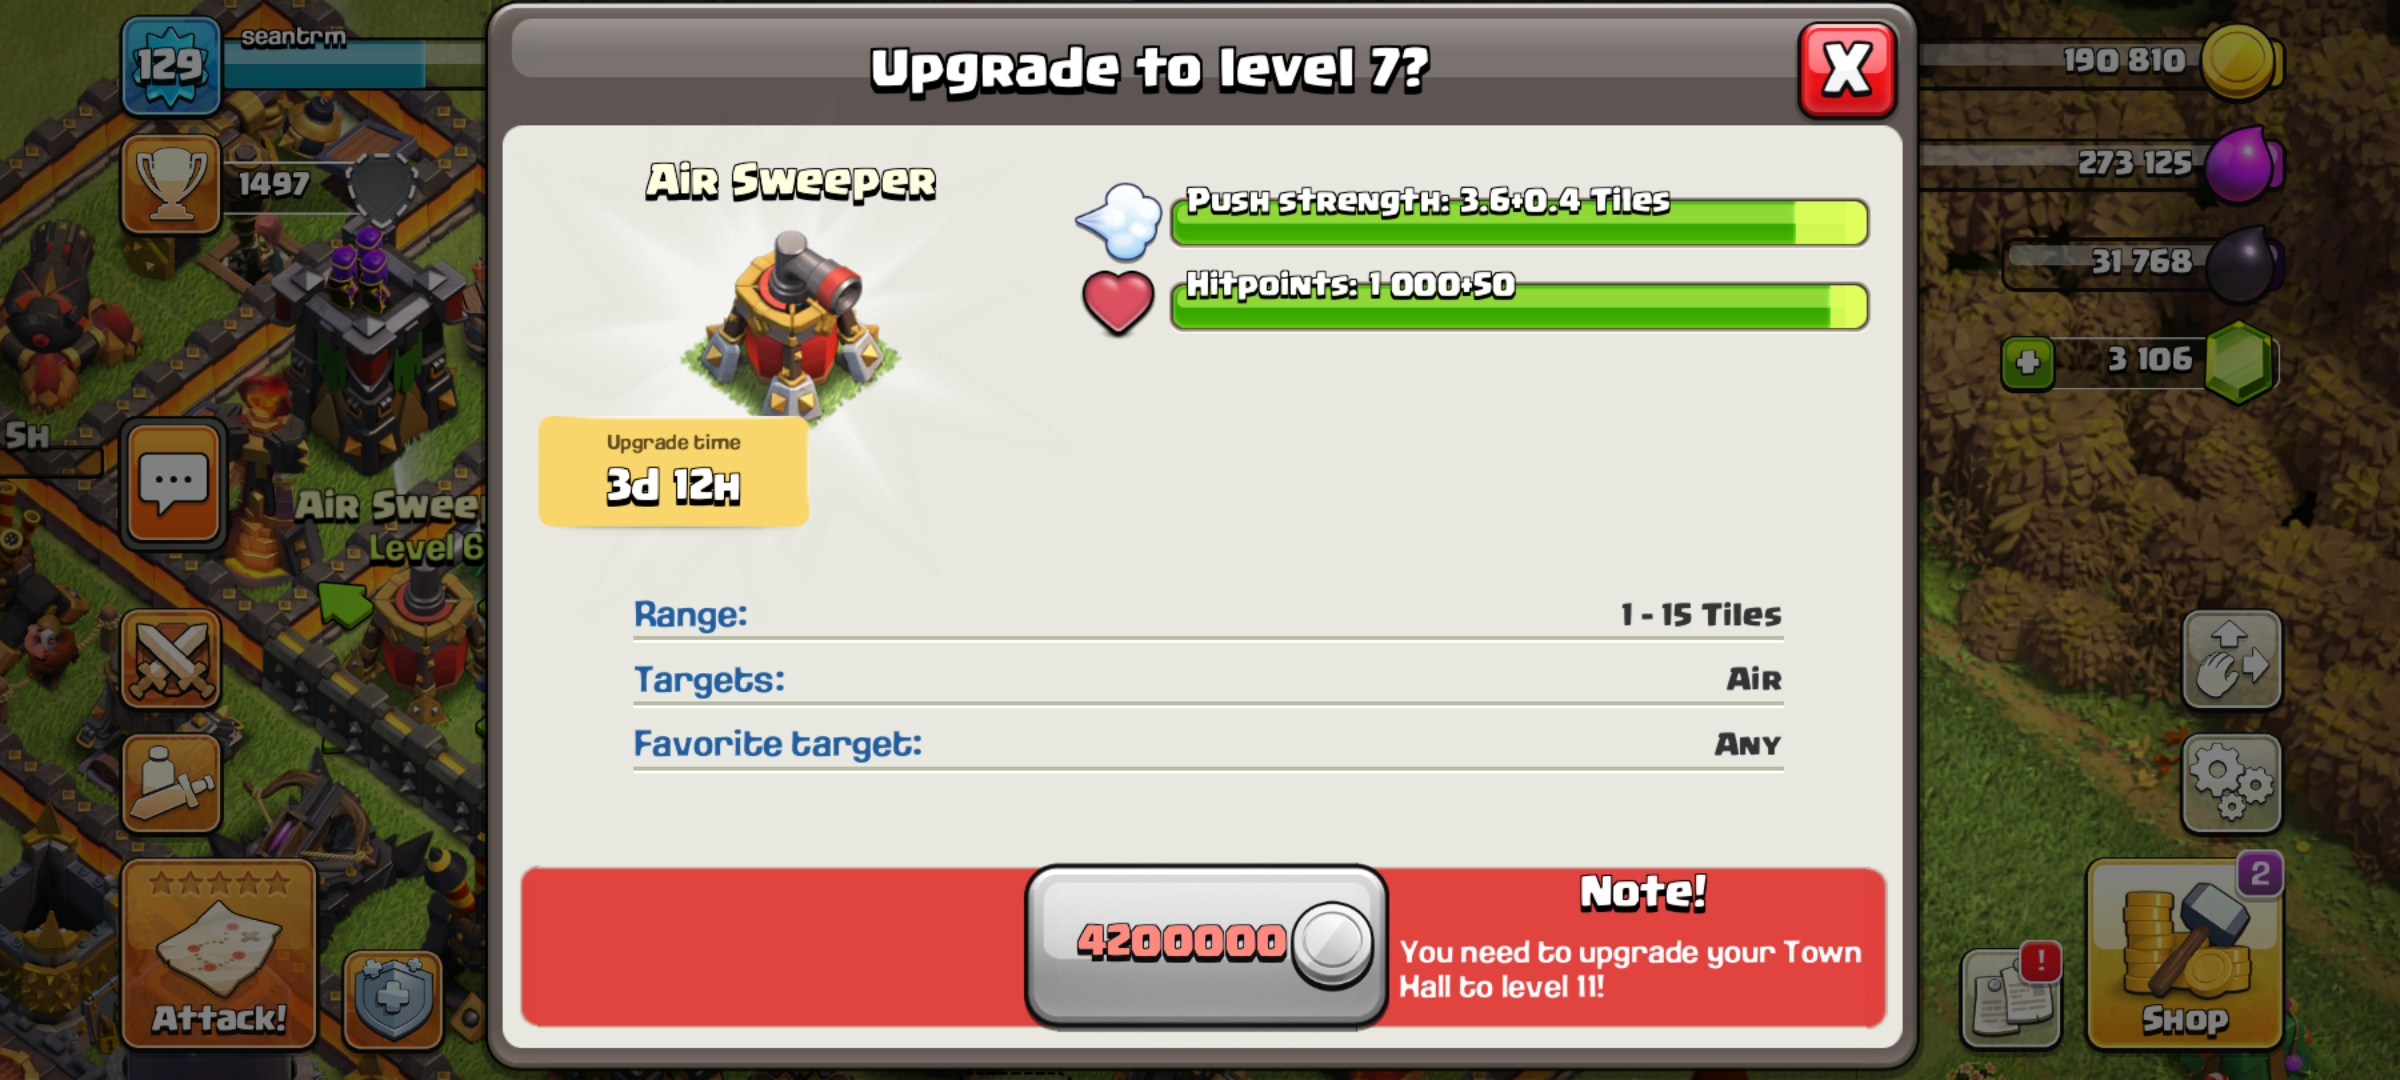 129
seantrm
1497
5H
Air Swee
Level 6
Attack!
Upgrade to level 7?
X
Air Sweeper
Push strength: 3.6+0.4 Tiles
Hitpoints: 1 000+50
Upgrade time
3d 12H
Range: 1 - 15 Tiles
Targets: Air
Favorite target: Any
4200000
Note!
You need to upgrade your Town
Hall to level 11!
190 810
273 125
31 768
3 106
2
!
Shop